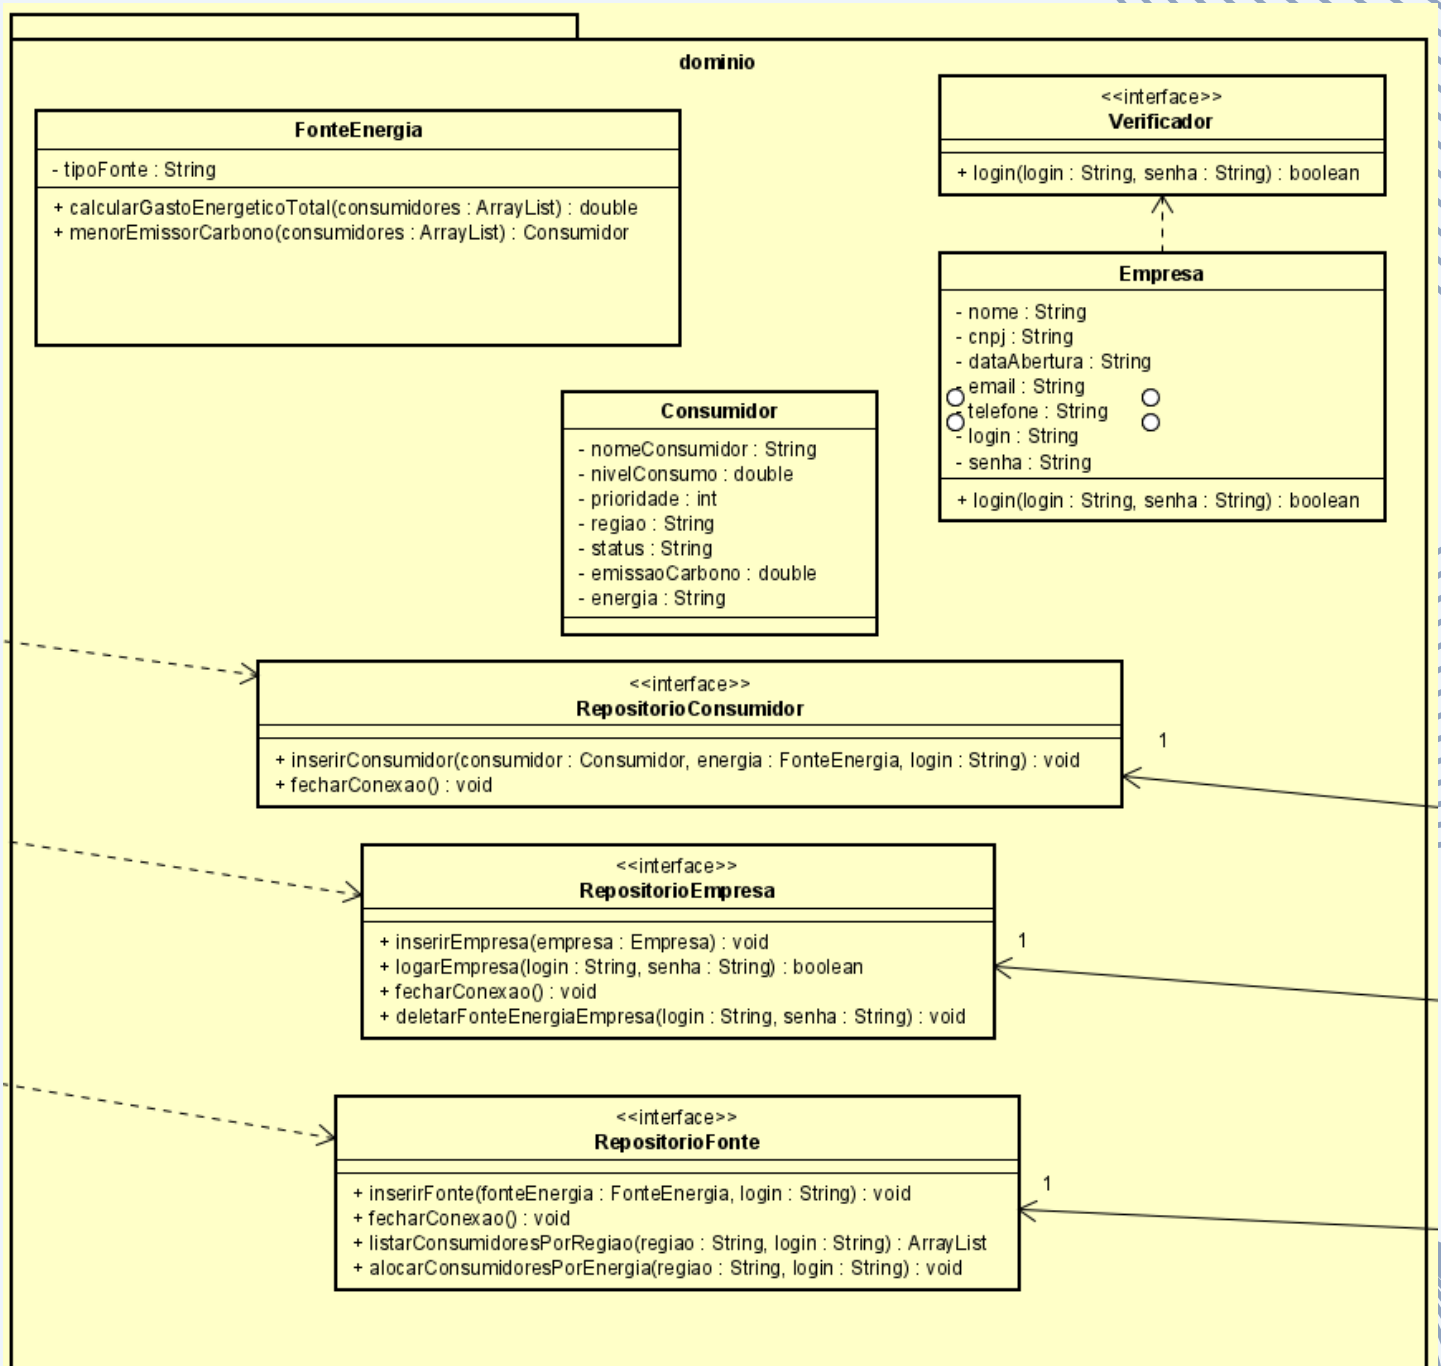 dominio
FonteEnergia
- tipoFonte : String
+ calcularGastoEnergeticoTotal(consumidores : ArrayList) : double
+ menorEmissorCarbono(consumidores : ArrayList) : Consumidor
<<interface>>
Verificador
+ login(login : String, senha : String) : boolean
Empresa
- nome : String
- cnpj : String
- dataAbertura : String
- email : String
- telefone : String
- login : String
- senha : String
+ login(login : String, senha : String) : boolean
Consumidor
- nomeConsumidor : String
- nivelConsumo : double
- prioridade : int
- regiao : String
- status : String
- emissaoCarbono : double
- energia : String
<<interface>>
RepositorioConsumidor
+ inserirConsumidor(consumidor : Consumidor, energia : FonteEnergia, login : String) : void
+ fecharConexao() : void
1
<<interface>>
RepositorioEmpresa
+ inserirEmpresa(empresa : Empresa) : void
+ logarEmpresa(login : String, senha : String) : boolean
+ fecharConexao() : void
+ deletarFonteEnergiaEmpresa(login : String, senha : String) : void
1
<<interface>>
RepositorioFonte
+ inserirFonte(fonteEnergia : FonteEnergia, login : String) : void
+ fecharConexao() : void
+ listarConsumidoresPorRegiao(regiao : String, login : String) : ArrayList
+ alocarConsumidoresPorEnergia(regiao : String, login : String) : void
1